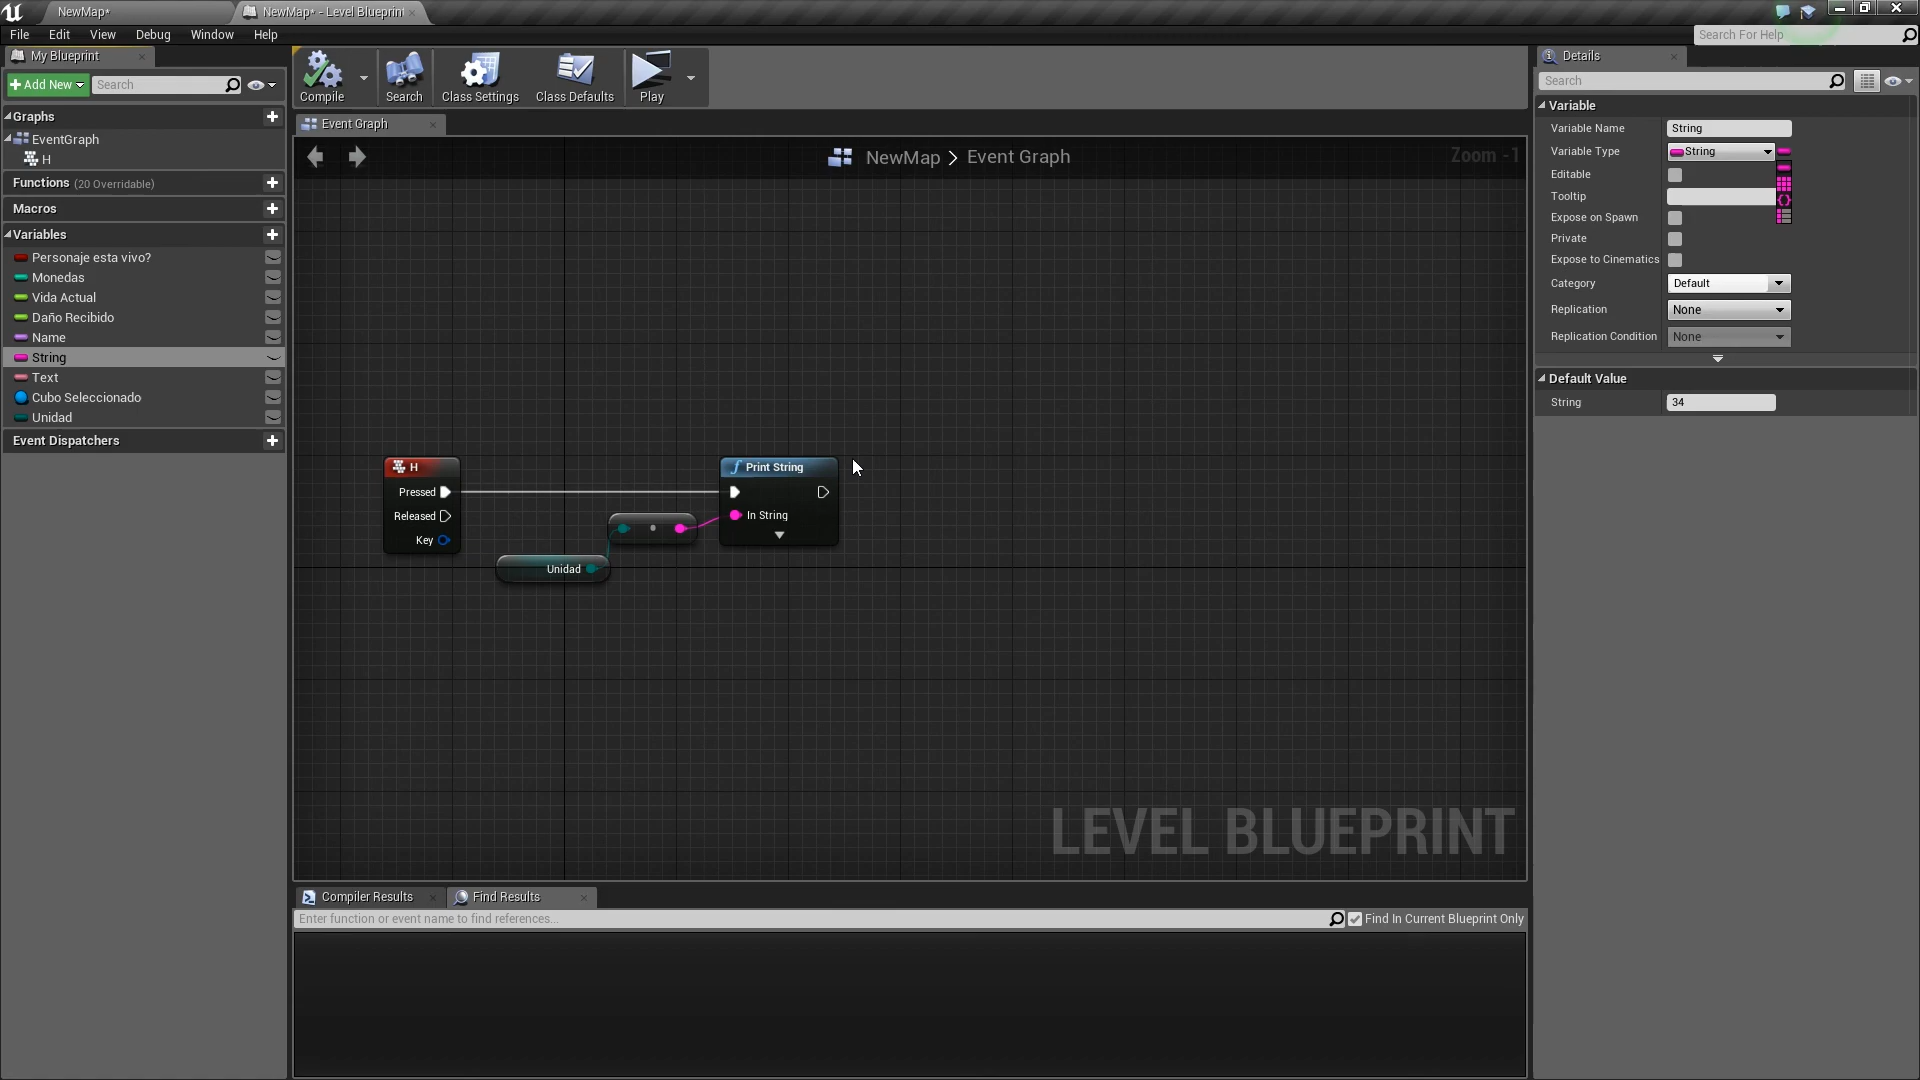 NewMap*
NewMap* - Level Blueprint
File Edit View Debug Window Help
Search For Help
My Blueprint
Add New
Search
Graphs
EventGraph
H
Functions (20 Overridable)
Macros
Variables
Personaje esta vivo?
Monedas
Vida Actual
Daño Recibido
Name
String
Text
Cubo Seleccionado
Unidad
Event Dispatchers
Compile
Search
Class Settings
Class Defaults
Play
Event Graph
NewMap > Event Graph
Zoom -1
H
Pressed
Released
Key
Unidad
Print String
In String
LEVEL BLUEPRINT
Compiler Results
Find Results
Enter function or event name to find references...
Find In Current Blueprint Only
Details
Search
Variable
Variable Name String
Variable Type String
Editable
Tooltip
Expose on Spawn
Private
Expose to Cinematics
Category Default
Replication None
Replication Condition None
Default Value
String 34